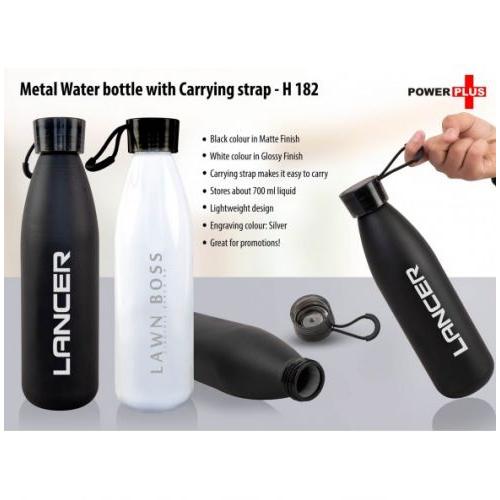 Metal Water bottle with Carrying strap - H 182
POWER PLUS
• Black colour in Matte Finish
• White colour in Glossy Finish
• Carrying strap makes it easy to carry
• Stores about 700 ml liquid
• Lightweight design
• Engraving colour: Silver
• Great for promotions!
LANCER
LAWN BOSS
LANCER